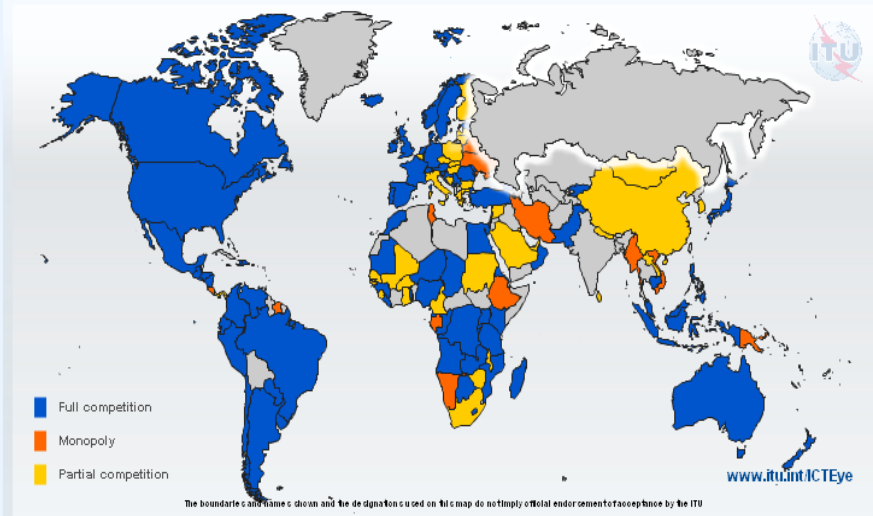 ITU
Full competition
Monopoly
Partial competition
www.itu.int/ICTEye
The boundaries and names shown and the designations used on this map do not imply official endorsement of acceptance by the ITU